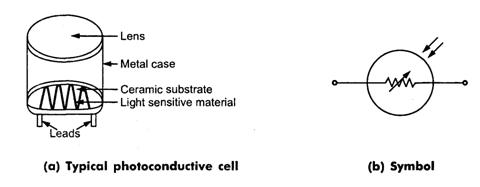 Lens
Metal case
Ceramic substrate
Light sensitive material
Leads
(a) Typical photoconductive cell
(b) Symbol